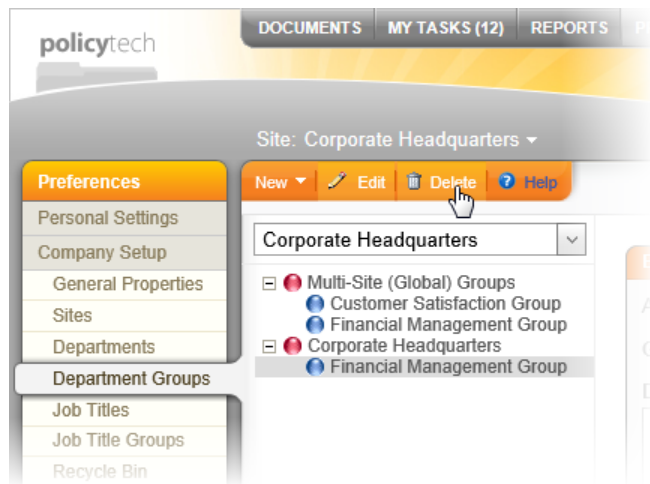 DOCUMENTS MY TASKS (12) REPORTS
policytech
Site: Corporate Headquarters
Preferences New Edit Delete ? Help
Personal Settings
Company Setup
Corporate Headquarters
General Properties
Multi-Site (Global) Groups
Customer Satisfaction Group
Sites
Financial Management Group
Departments
Corporate Headquarters
Department Groups
Financial Management Group
Job Titles
Job Title Groups
Recycle Bin